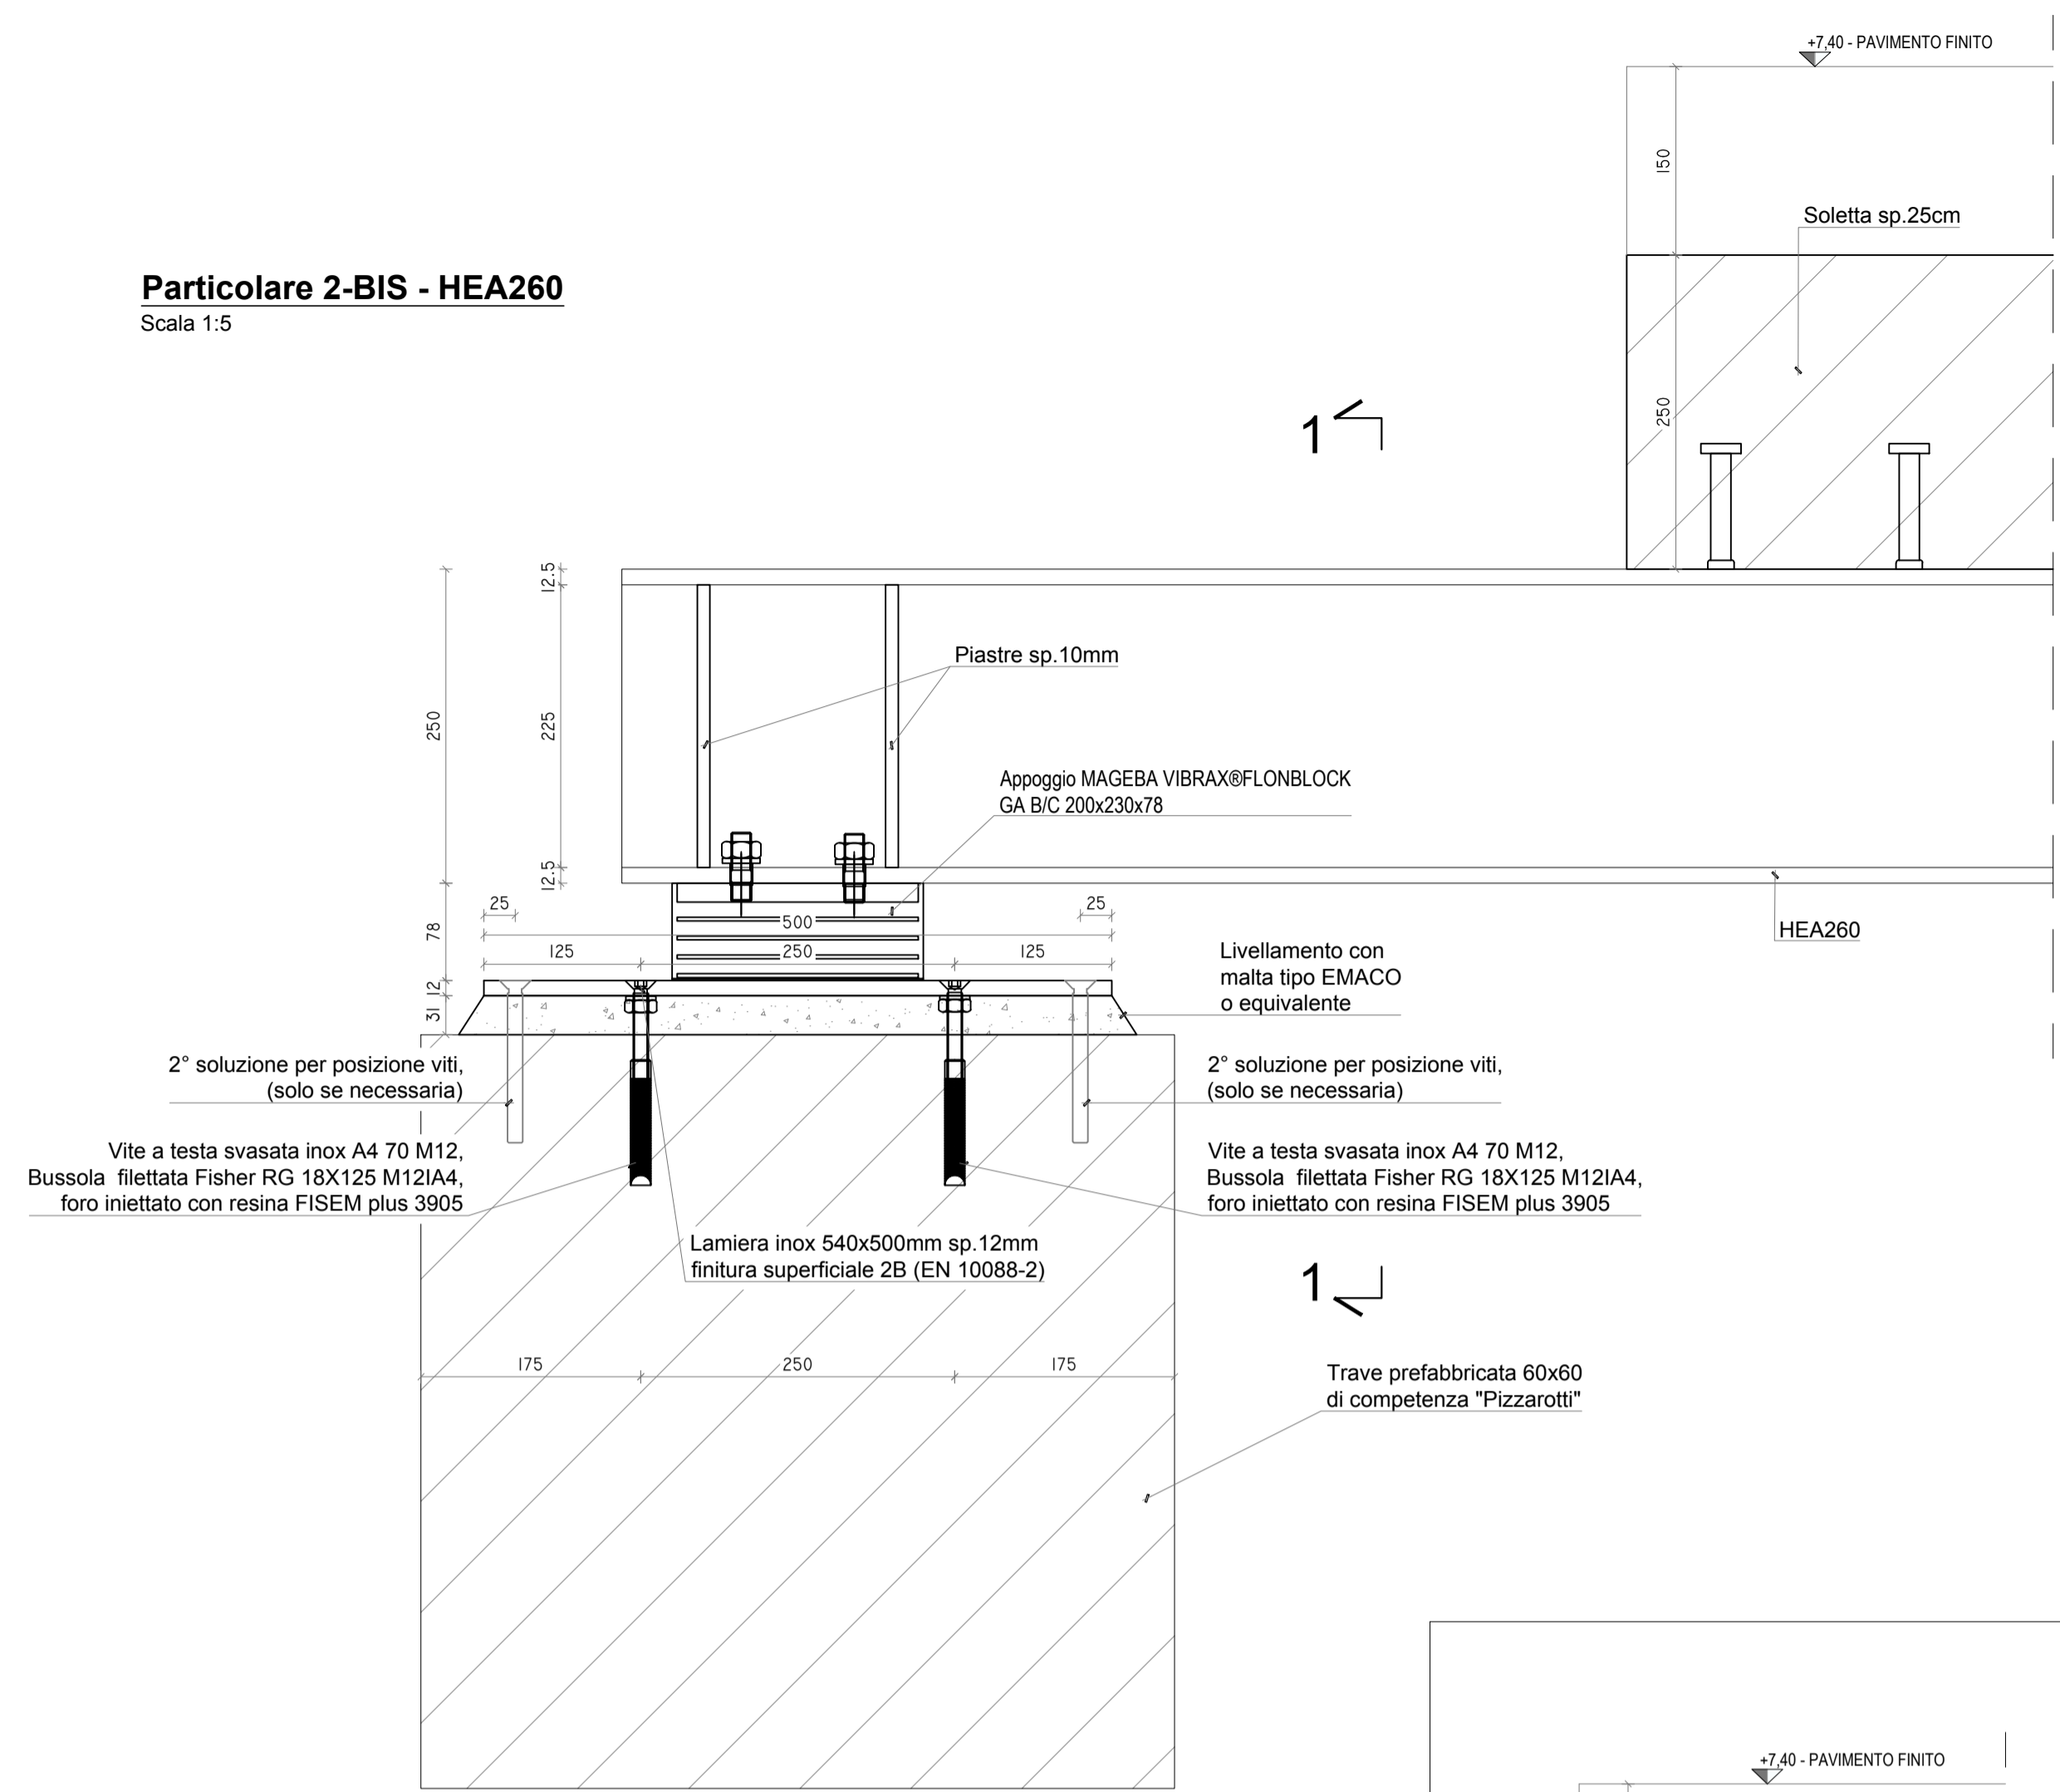 +7,40 - PAVIMENTO FINITO
150
Soletta sp.25cm
Particolare 2-BIS - HEA260
Scala 1:5
1
250
12.5
Piastre sp.10mm
250
225
Appoggio MAGEBA VIBRAX®FLONBLOCK
GA B/C 200x230x78
12.5
25
500
25
78
HEA260
125
250
125
Livellamento con
malta tipo EMACO
o equivalente
12
31
2° soluzione per posizione viti,
(solo se necessaria)
2° soluzione per posizione viti,
(solo se necessaria)
Vite a testa svasata inox A4 70 M12,
Bussola filettata Fisher RG 18X125 M12IA4,
foro iniettato con resina FISEM plus 3905
Vite a testa svasata inox A4 70 M12,
Bussola filettata Fisher RG 18X125 M12IA4,
foro iniettato con resina FISEM plus 3905
Lamiera inox 540x500mm sp.12mm
finitura superficiale 2B (EN 10088-2)
1
175
250
175
Trave prefabbricata 60x60
di competenza "Pizzarotti"
+7,40 - PAVIMENTO FINITO